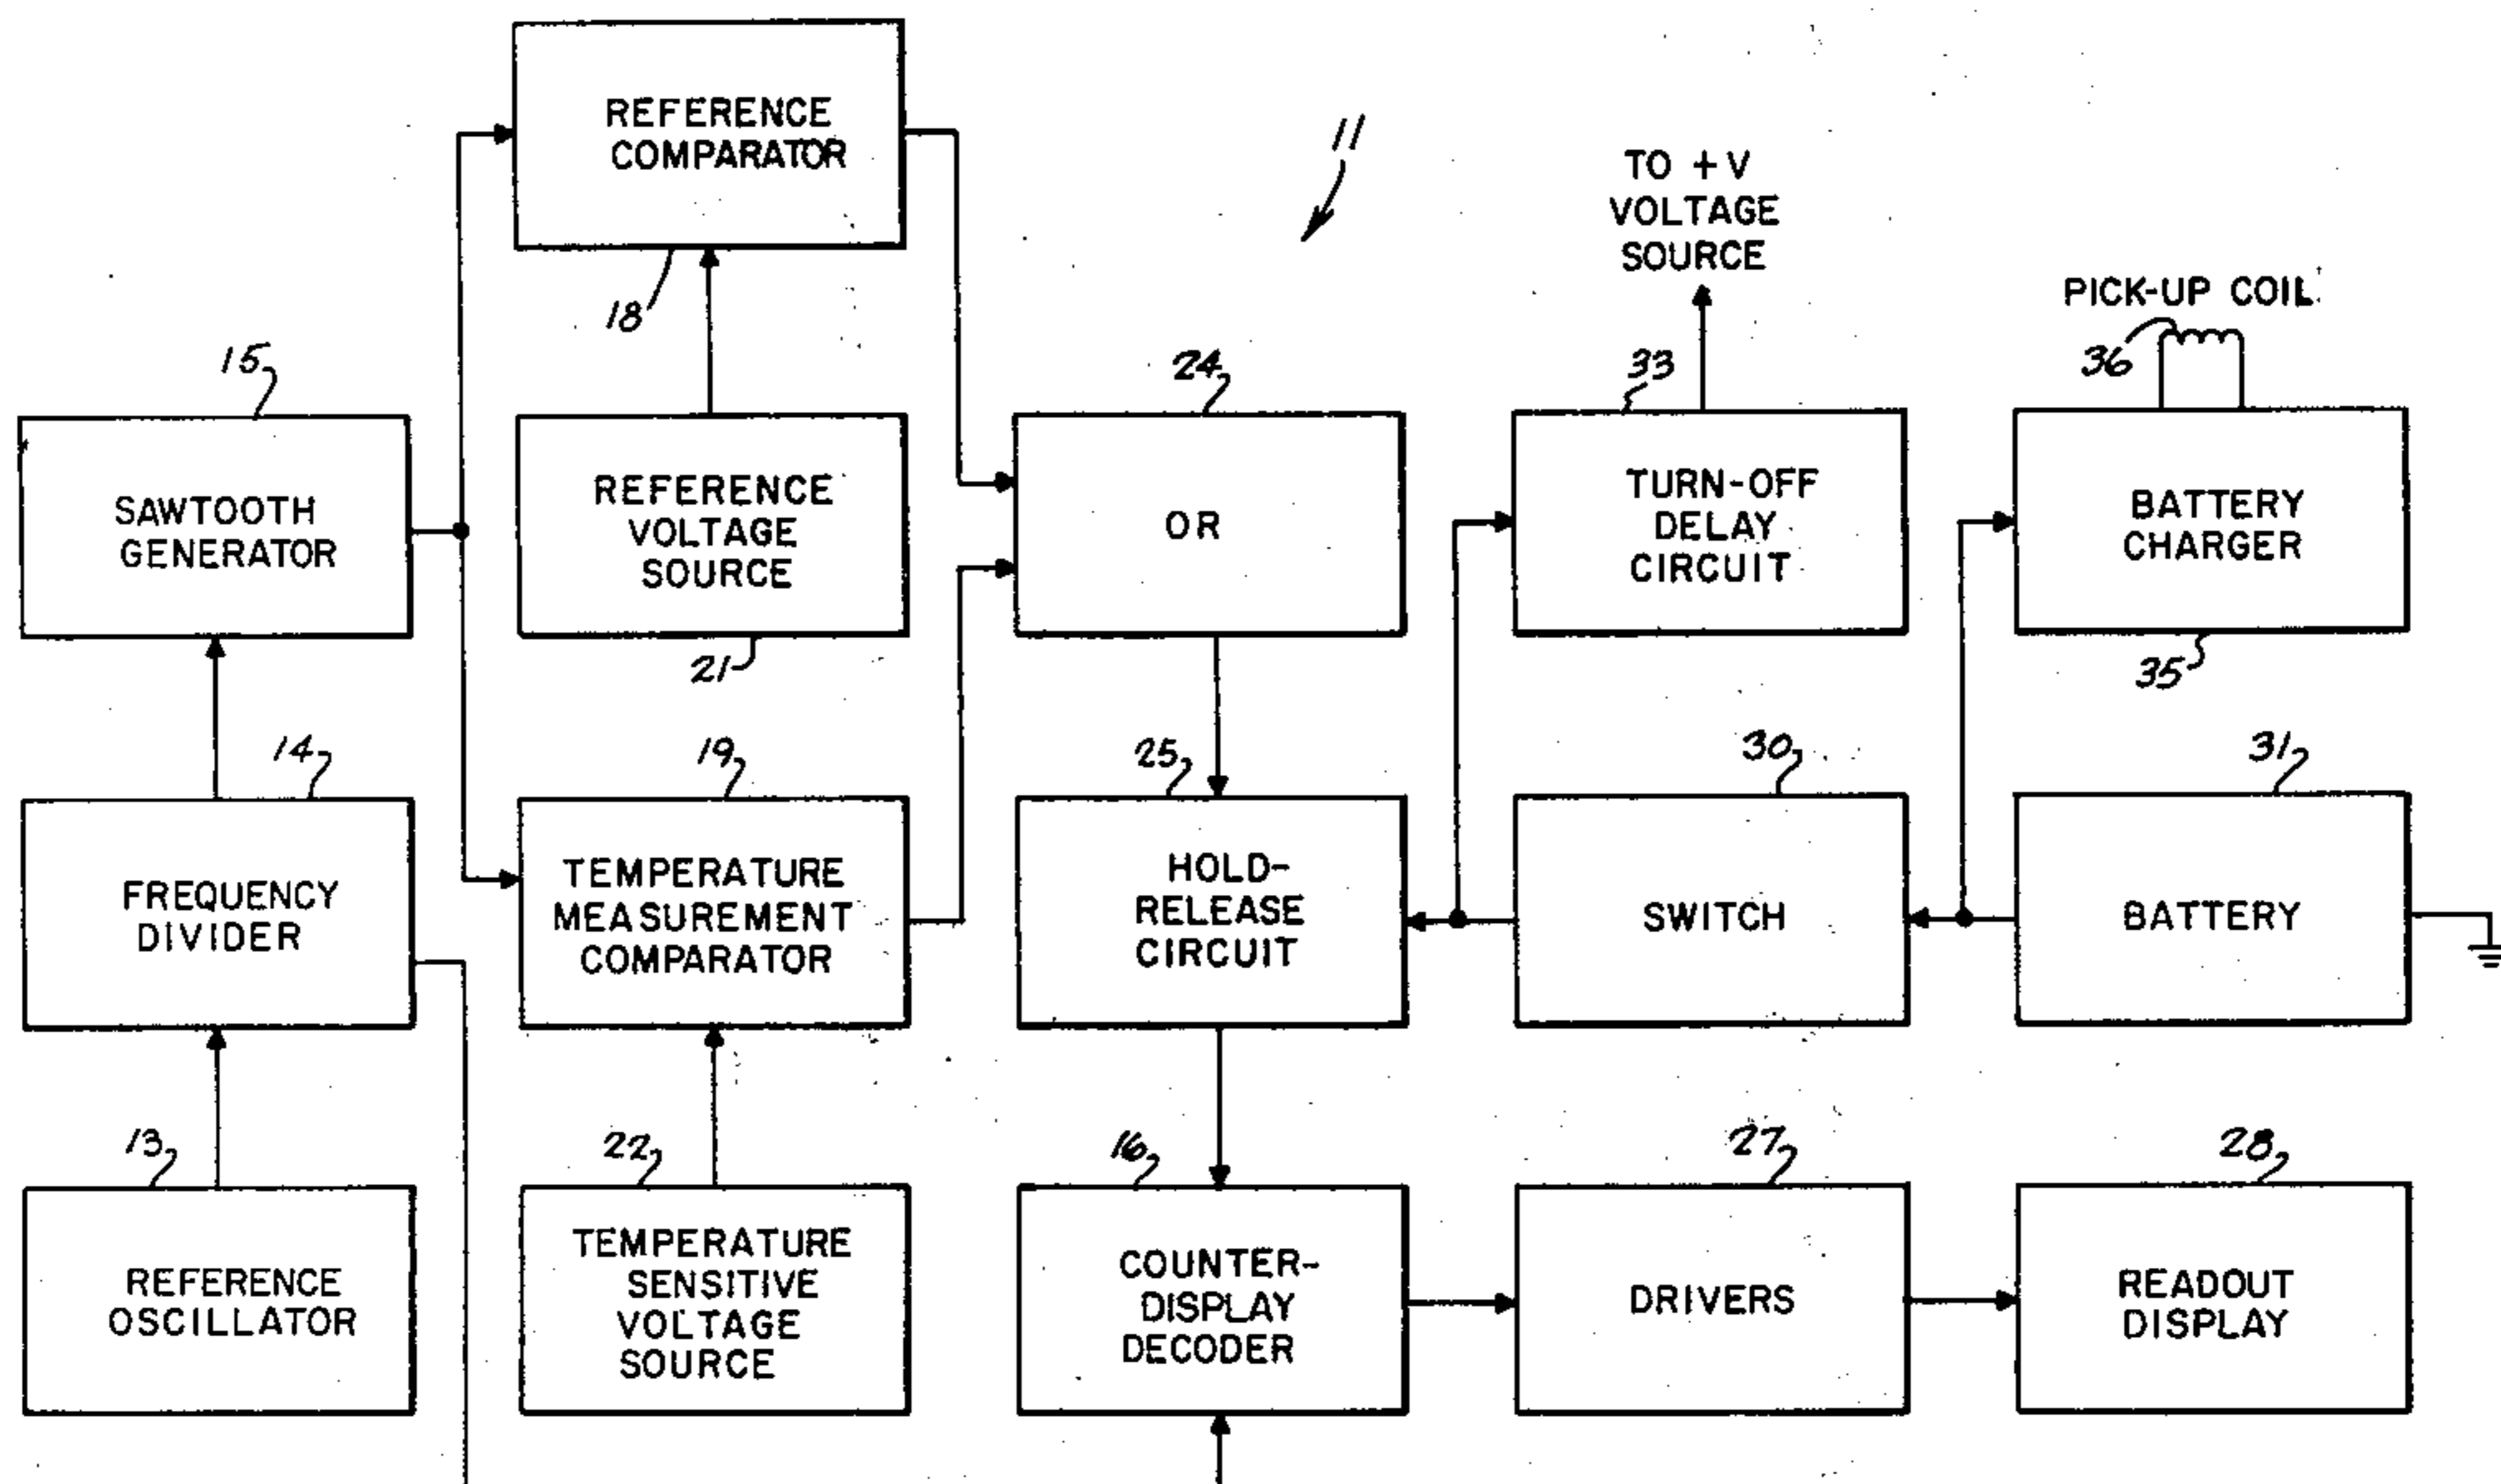 REFERENCE
COMPARATOR
18
11
TO +V
VOLTAGE
SOURCE
PICK-UP COIL
36
15
SAWTOOTH
GENERATOR
REFERENCE
VOLTAGE
SOURCE
21
24
OR
33
TURN-OFF
DELAY
CIRCUIT
BATTERY
CHARGER
35
14
FREQUENCY
DIVIDER
19
TEMPERATURE
MEASUREMENT
COMPARATOR
25
HOLD-
RELEASE
CIRCUIT
30
SWITCH
31
BATTERY
13
REFERENCE
OSCILLATOR
22
TEMPERATURE
SENSITIVE
VOLTAGE
SOURCE
16
COUNTER-
DISPLAY
DECODER
27
DRIVERS
28
READOUT
DISPLAY